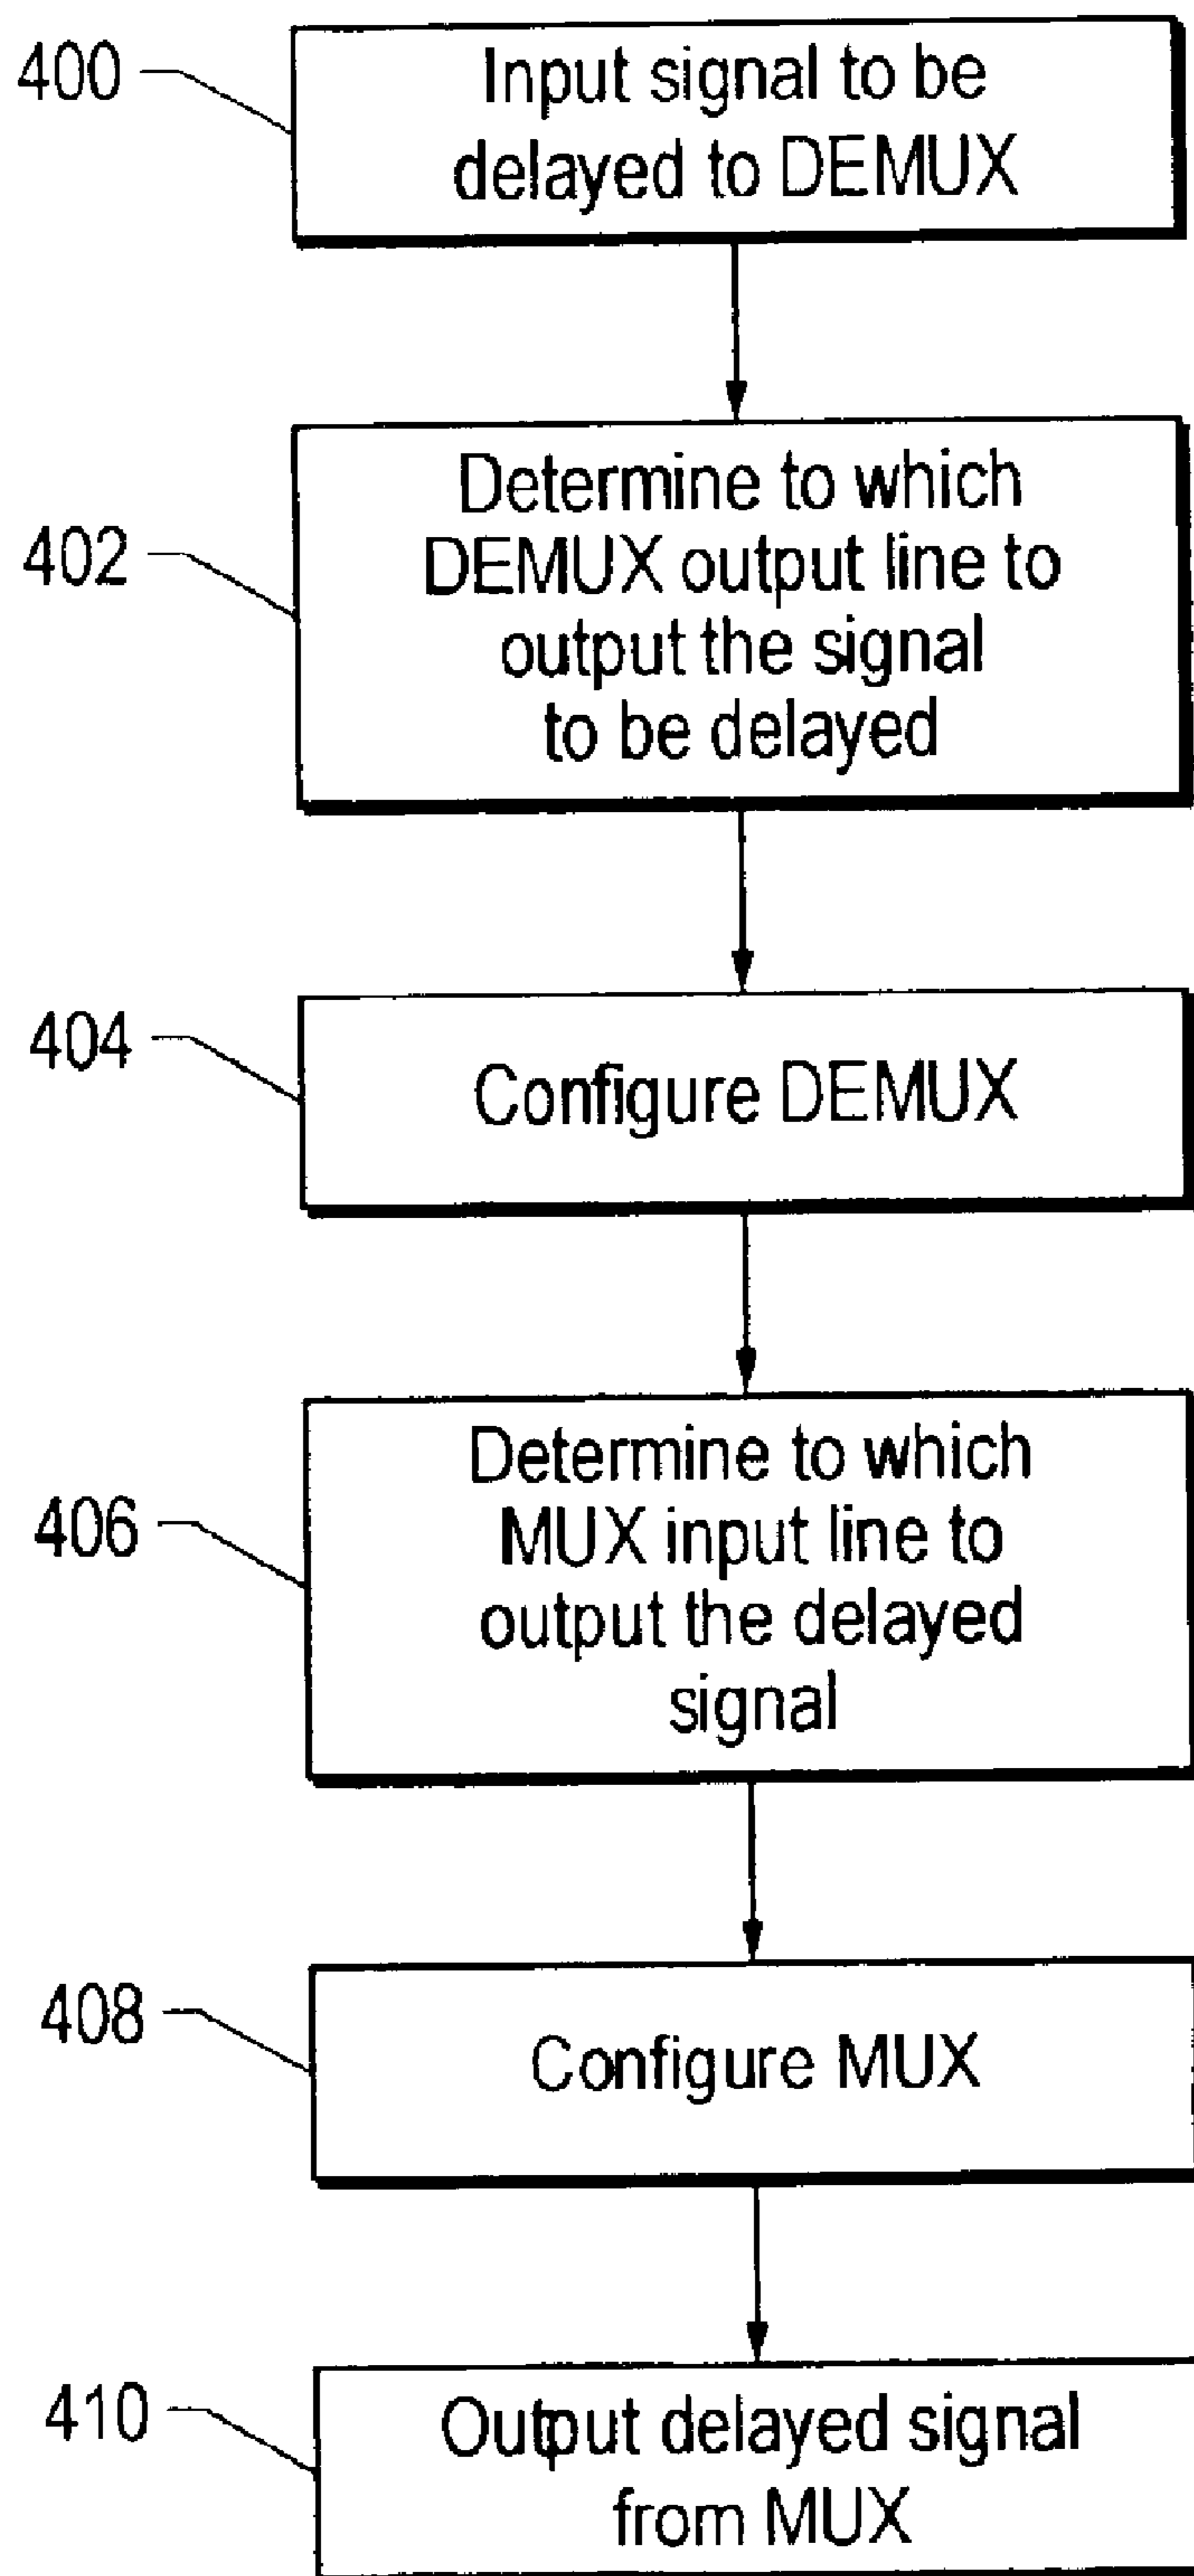 400
Input signal to be
delayed to DEMUX
402
Determine to which
DEMUX output line to
output the signal
to be delayed
404
Configure DEMUX
406
Determine to which
MUX input line to
output the delayed
signal
408
Configure MUX
410
Output delayed signal
from MUX